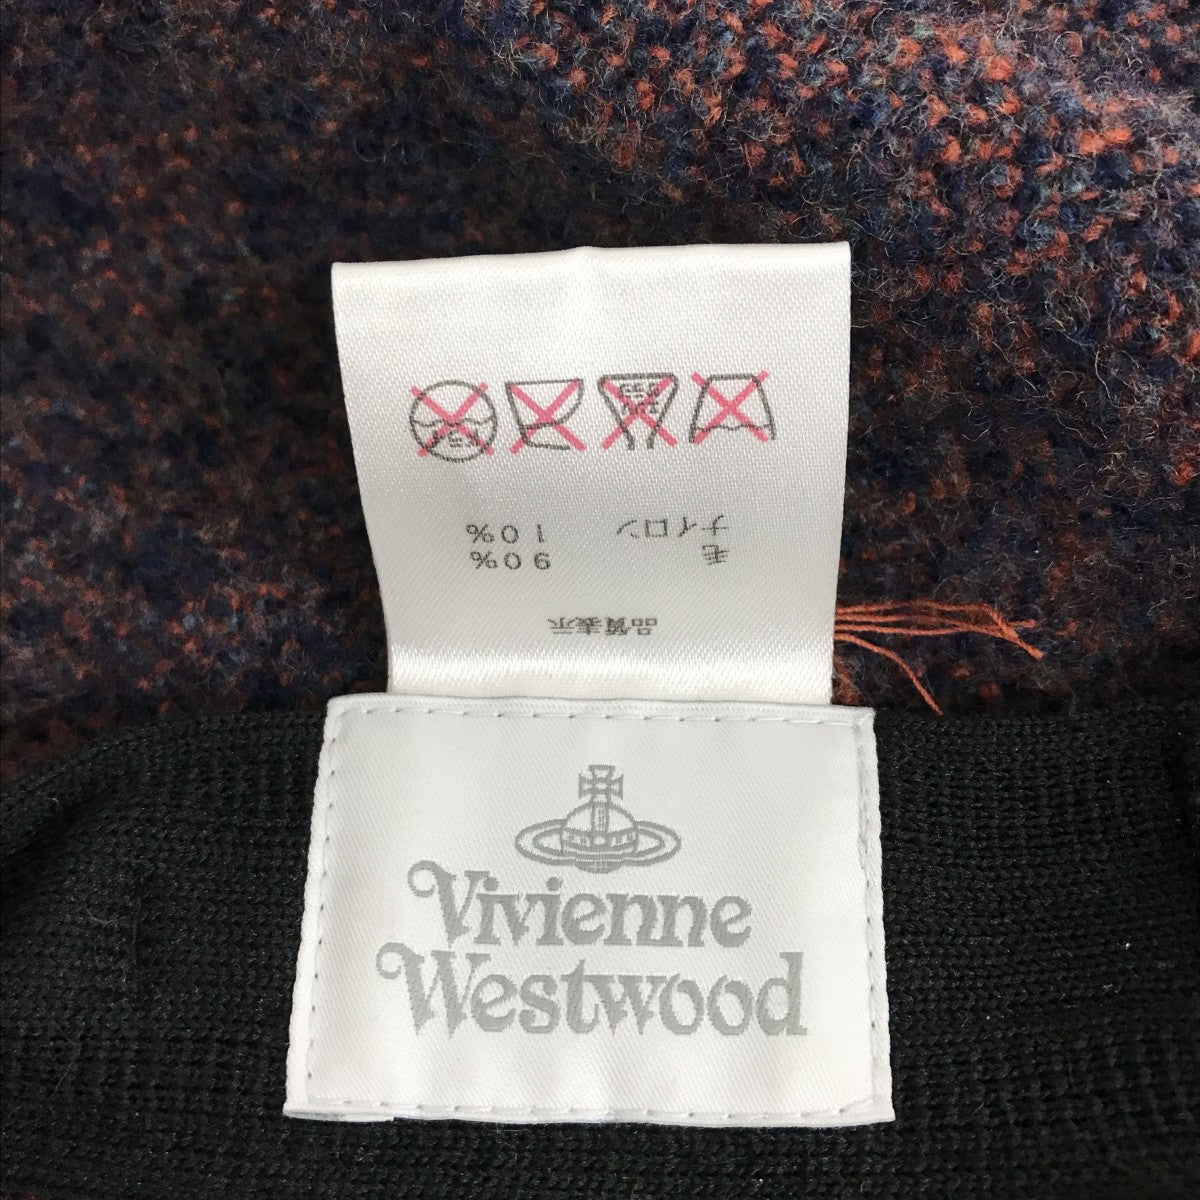 品質表示
毛 90%
ナイロン 10%
Vivienne
Westwood